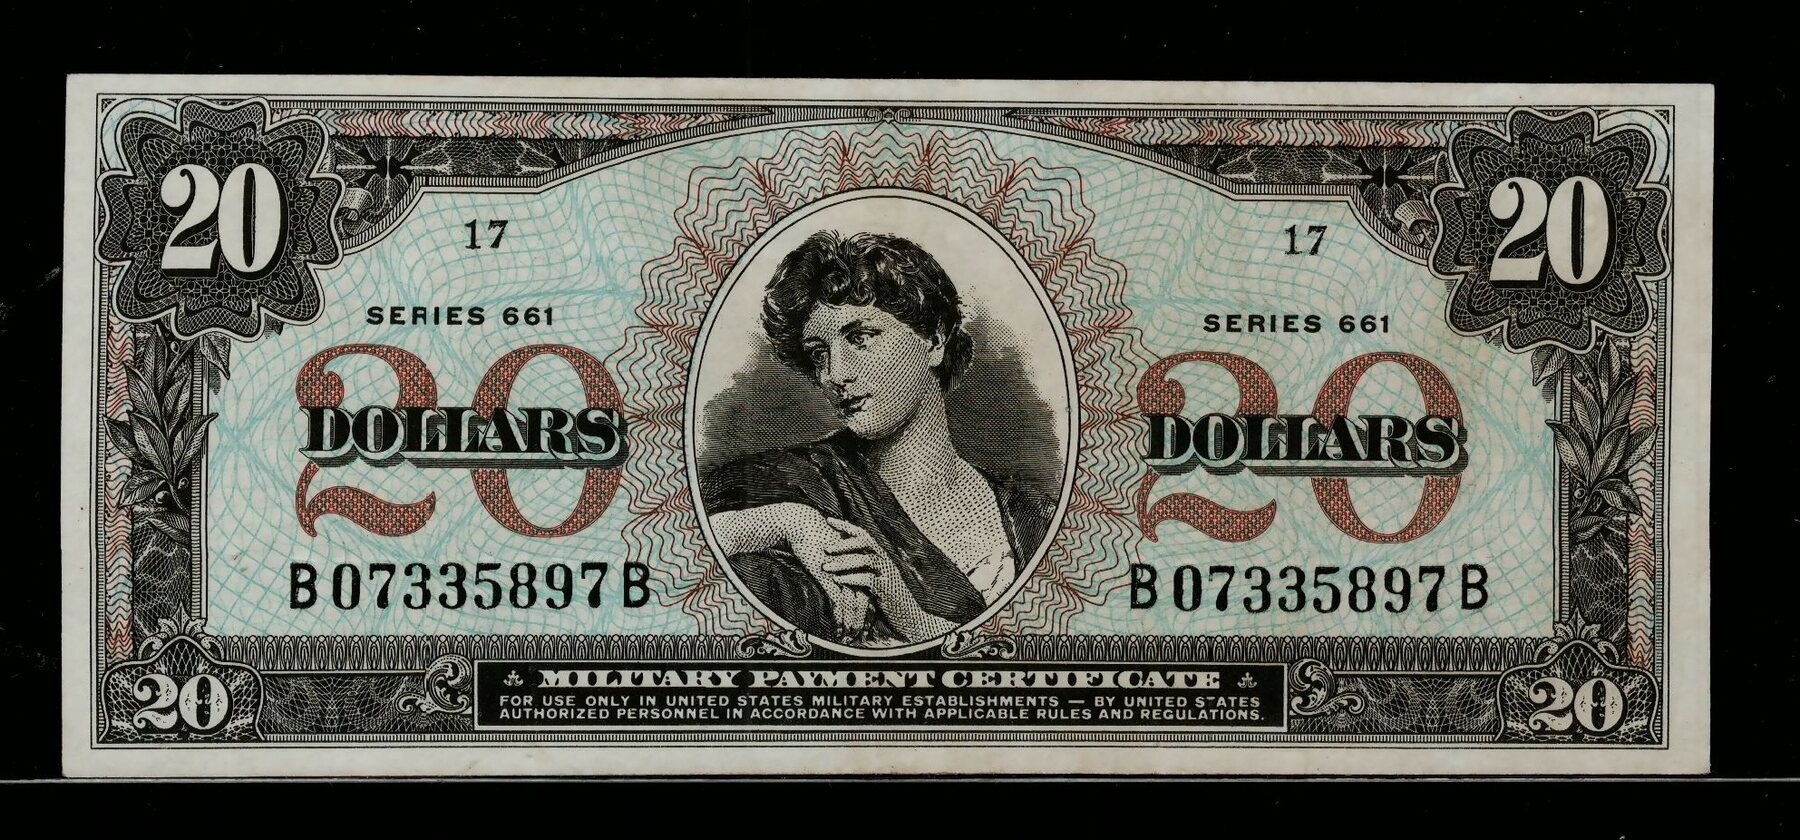 20 20
17 17
SERIES 661 SERIES 661
20 20
DOLLARS DOLLARS
B07335897B B07335897B
MILITARY PAYMENT CERTIFICATE
FOR USE ONLY IN UNITED STATES MILITARY ESTABLISHMENTS — BY UNITED STATES
AUTHORIZED PERSONNEL IN ACCORDANCE WITH APPLICABLE RULES AND REGULATIONS.
20 20